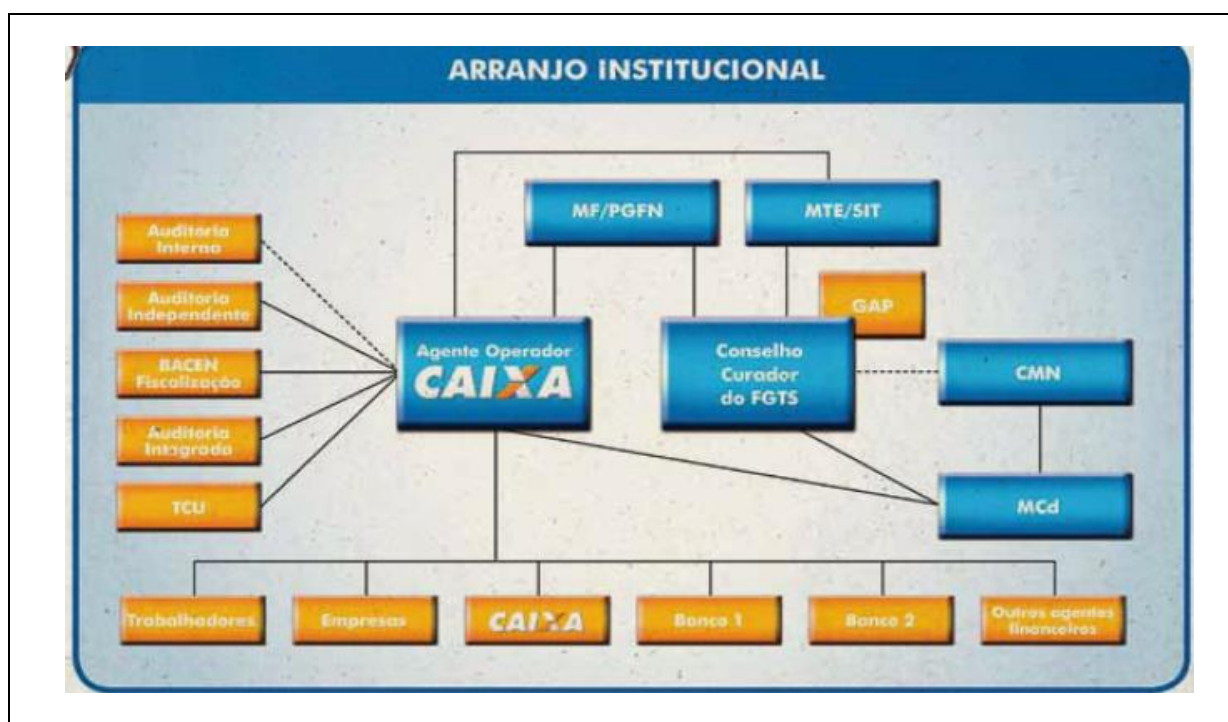 ARRANJO INSTITUCIONAL
MF/PGFN
MTE/SIT
Auditoria
Interna
Auditoria
Independente
BACEN
Fiscalização
Auditoria
Integrada
TCU
GAP
Agente Operador
CAIXA
Conselho
Curador
do FGTS
CMN
MCd
Trabalhadores
Empresas
CAIXA
Banco 1
Banco 2
Outros agentes
financeiros